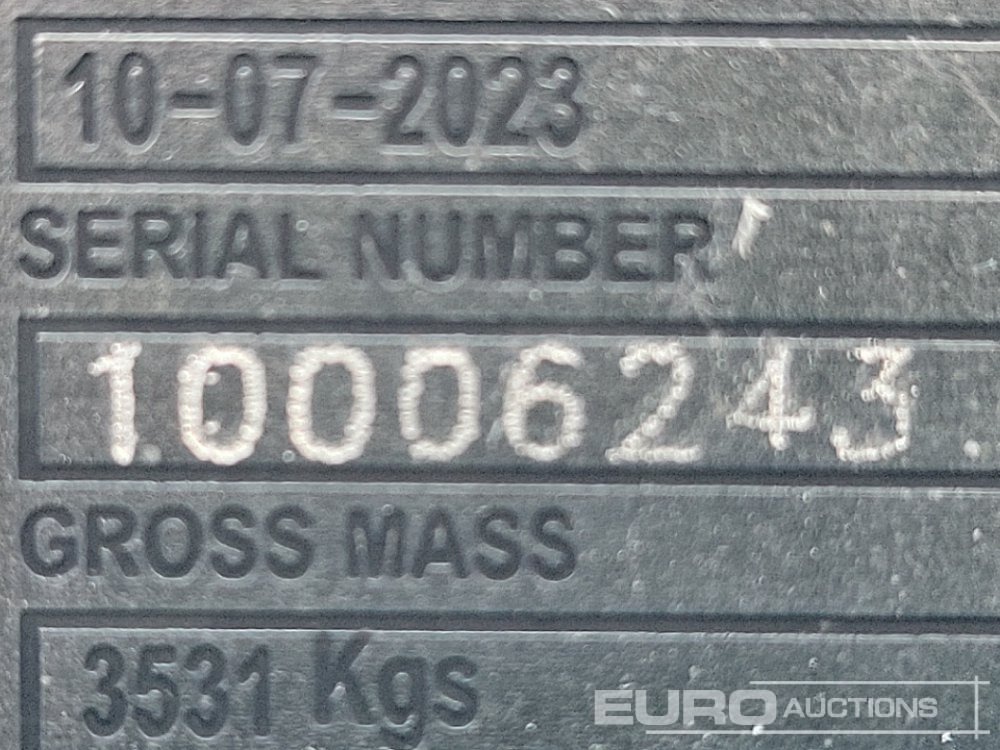 10-07-2023
SERIAL NUMBER
10006243
GROSS MASS
3531 Kgs
EURO AUCTIONS